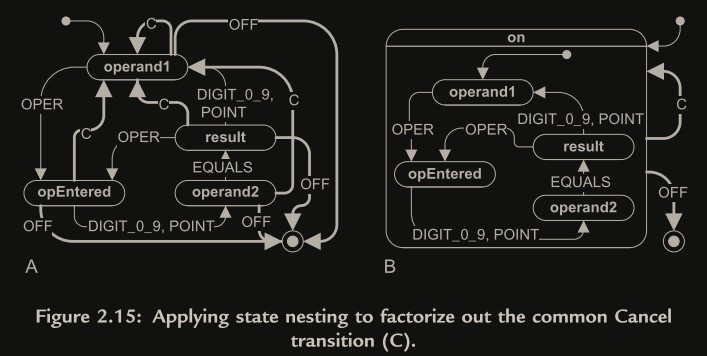 C
OFF
operand1
OPER
DIGIT_0_9,
POINT
C
C
C
OPER
result
EQUALS
opEntered
operand2
OFF
OFF
DIGIT_0_9, POINT
OFF
A
on
operand1
DIGIT_0_9, POINT
C
OPER
OPER
result
opEntered
EQUALS
OFF
operand2
DIGIT_0_9, POINT
B
Figure 2.15: Applying state nesting to factorize out the common Cancel
transition (C).